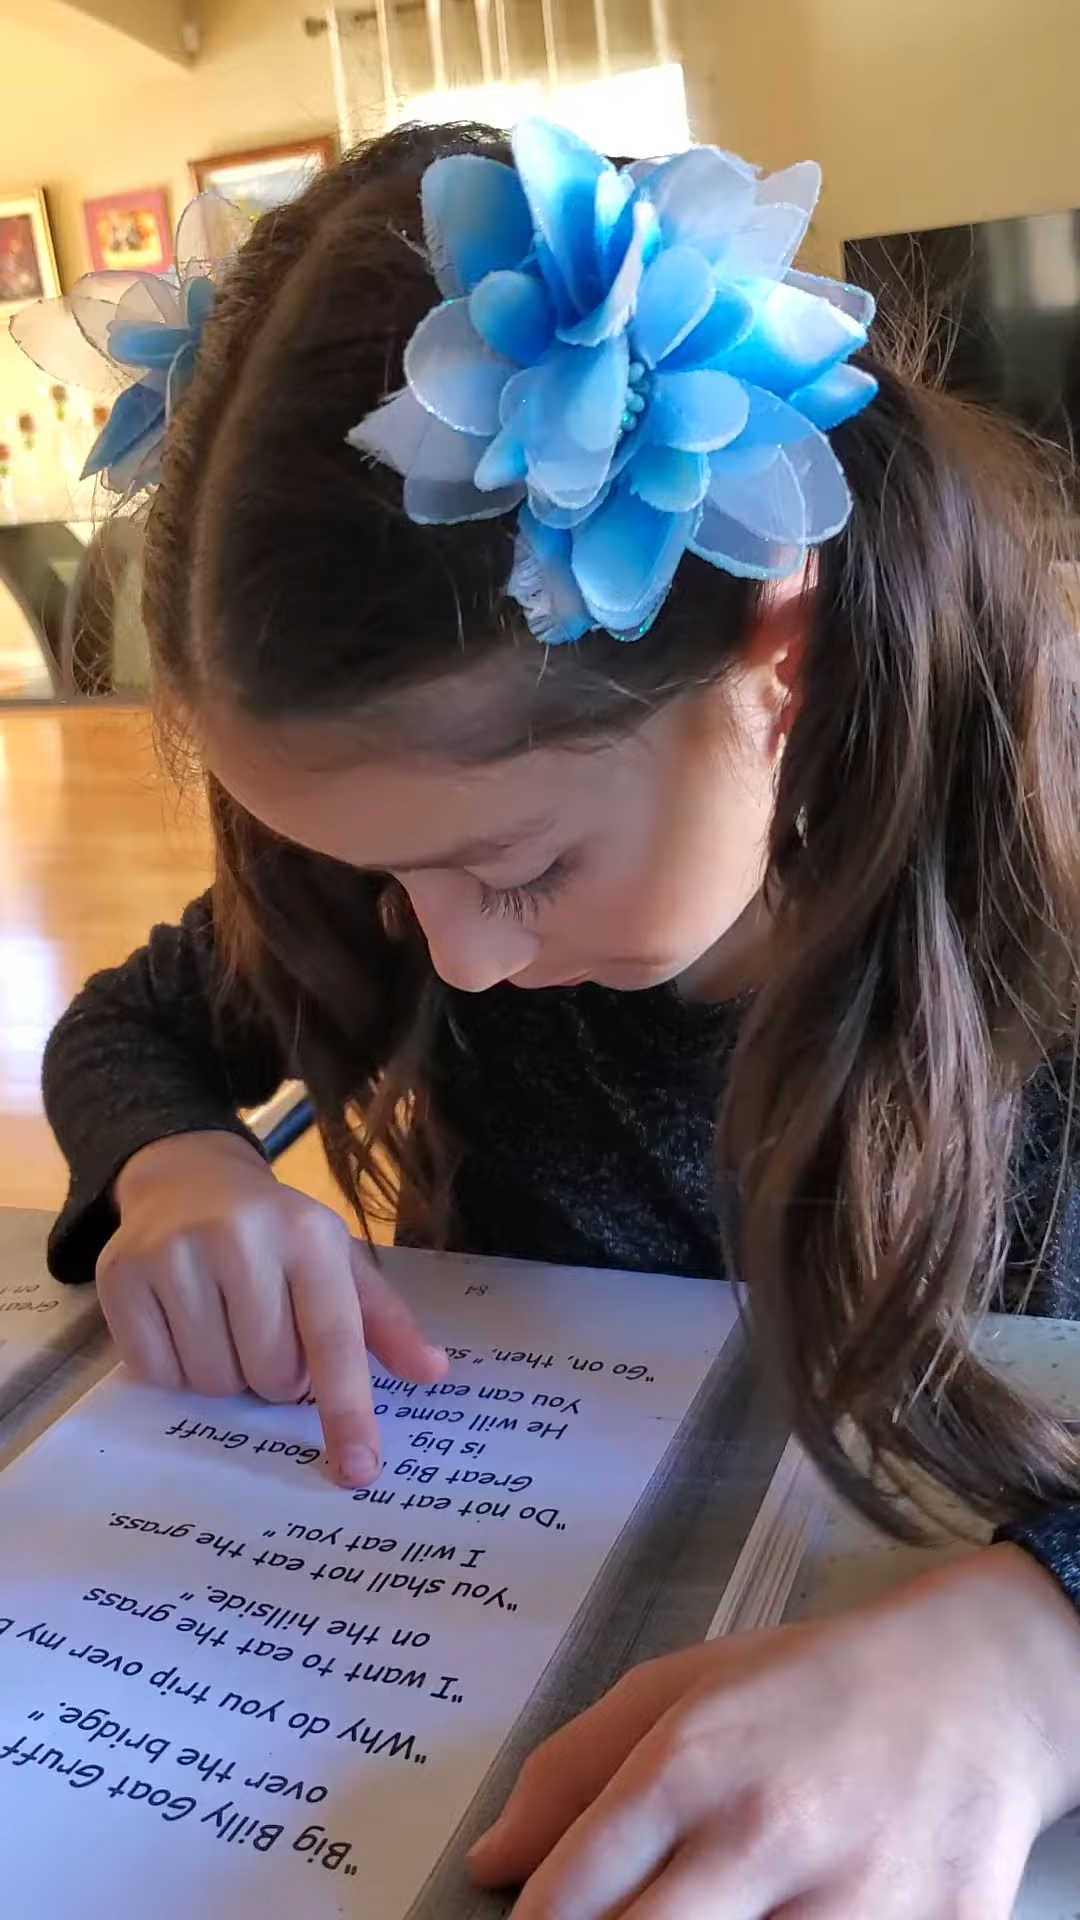 "Big Billy Goat Gruff
over the bridge."
"Why do you trip over my
"I want to eat the grass
on the hillside."
"You shall not eat the grass.
I will eat you."
"Do not eat me.
Great Big Goat Gruff
is big.
He will come
you can eat him.
"Go on, then,"
84